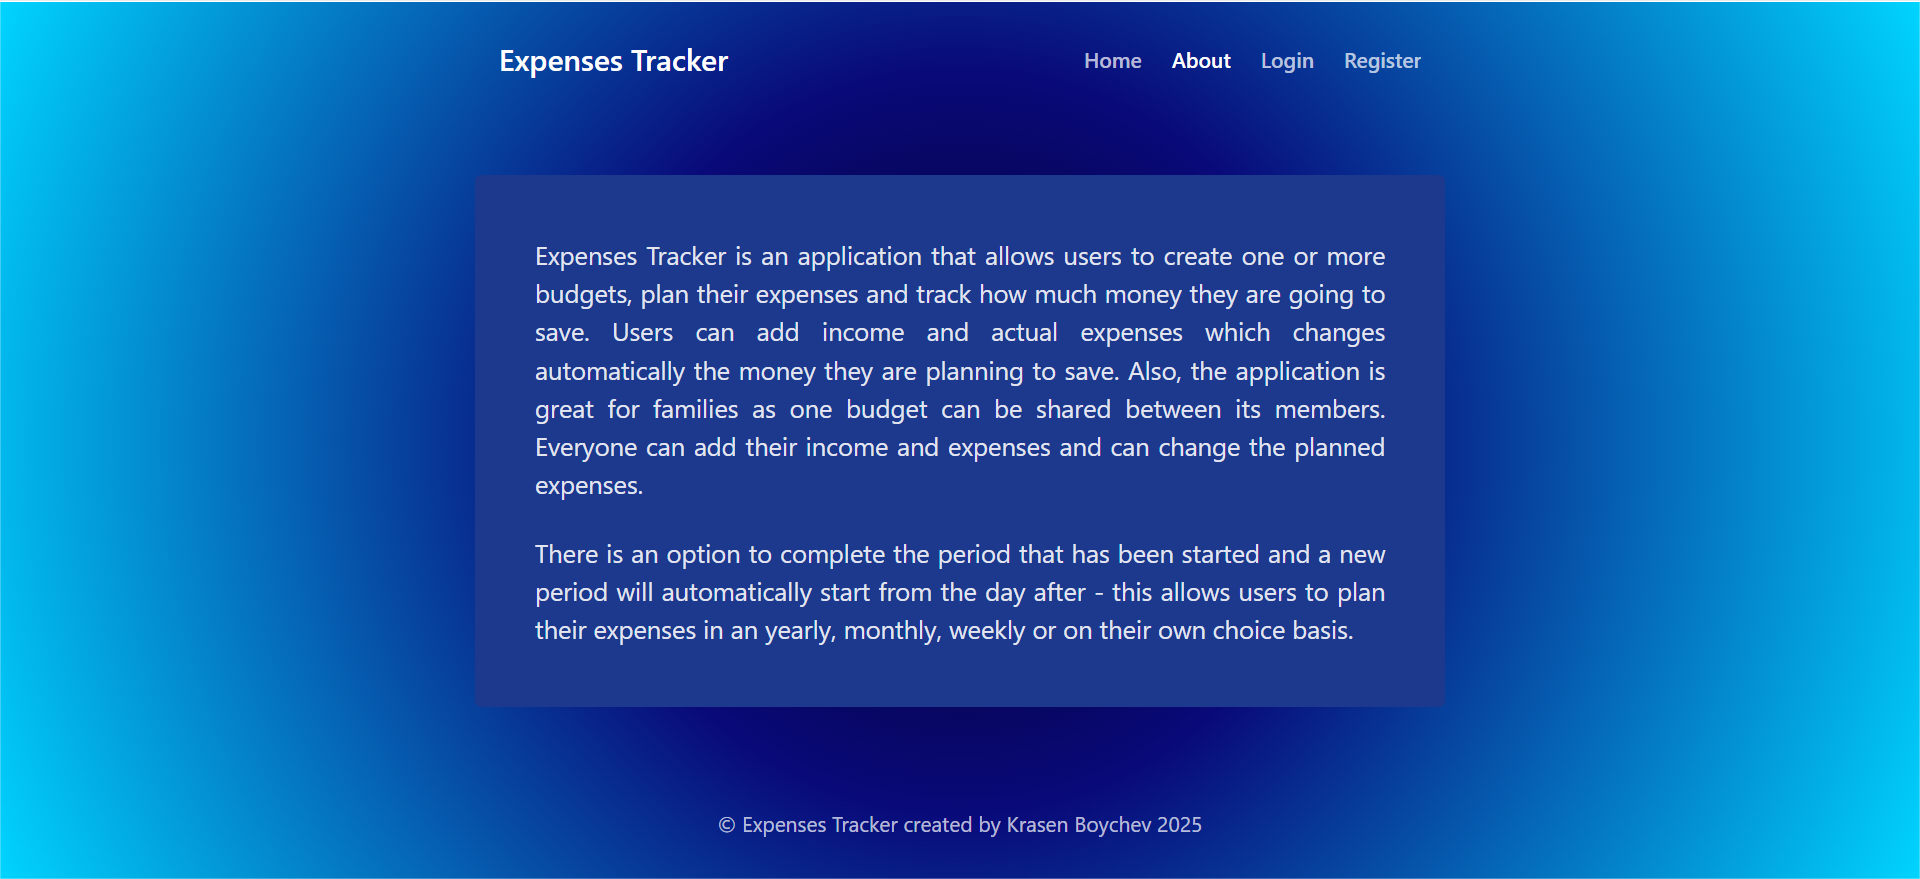 Expenses Tracker
Home About Login Register
Expenses Tracker is an application that allows users to create one or more
budgets, plan their expenses and track how much money they are going to
save. Users can add income and actual expenses which changes
automatically the money they are planning to save. Also, the application is
great for families as one budget can be shared between its members.
Everyone can add their income and expenses and can change the planned
expenses.
There is an option to complete the period that has been started and a new
period will automatically start from the day after - this allows users to plan
their expenses in an yearly, monthly, weekly or on their own choice basis.
© Expenses Tracker created by Krasen Boychev 2025